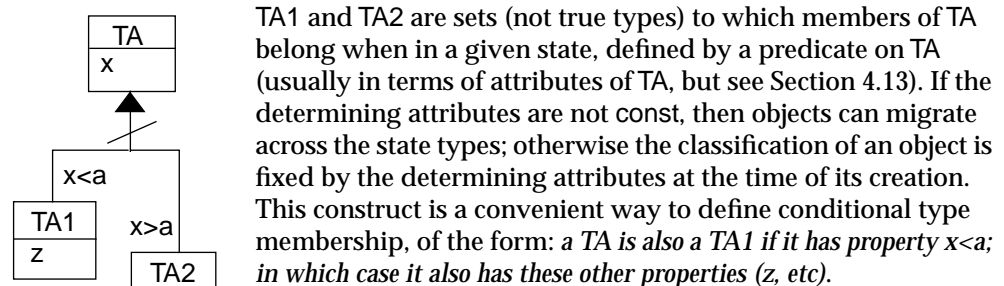 TA
x
x<a
TA1
z
x>a
TA2
TA1 and TA2 are sets (not true types) to which members of TA
belong when in a given state, defined by a predicate on TA
(usually in terms of attributes of TA, but see Section 4.13). If the
determining attributes are not const, then objects can migrate
across the state types; otherwise the classification of an object is
fixed by the determining attributes at the time of its creation.
This construct is a convenient way to define conditional type
membership, of the form: a TA is also a TA1 if it has property x<a;
in which case it also has these other properties (z, etc).